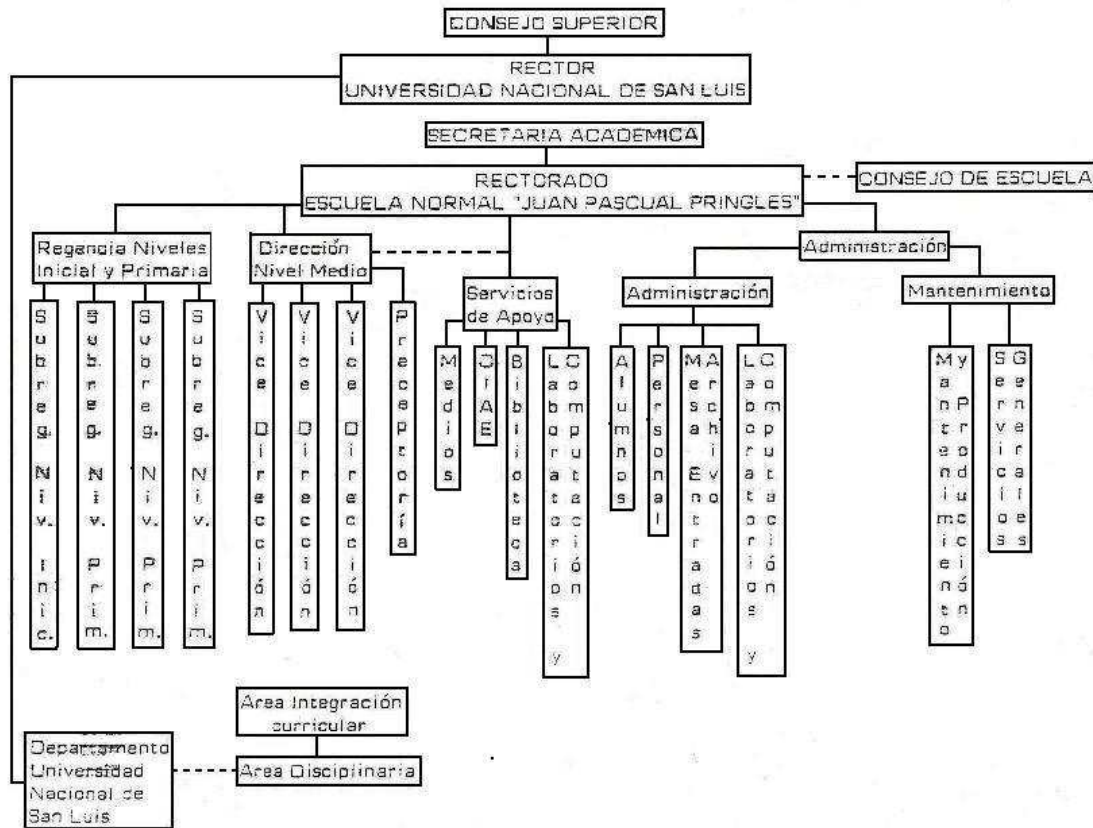 CONSEJO SUPERIOR
RECTOR
UNIVERSIDAD NACIONAL DE SAN LUIS
SECRETARIA ACADEMICA
RECTORADO
ESCUELA NORMAL "JUAN PASCUAL PRINGLES"
CONSEJO DE ESCUELA
Regencia Niveles
Inicial y Primaria
Dirección
Nivel Medio
Administración
Servicios
de Apoyo
Administración
Mantenimiento
Subreg. Niv. Inic.
Subreg. Niv. Prim.
Subreg. Niv. Prim.
Subreg. Niv. Prim.
Vice Dirección
Vice Dirección
Vice Dirección
Preceptoría
Medios
Biblioteca
Laboratorios y
Computación
Alumnos
Personal
Mesa Entradas
Archivo
Laboratorios y
Computación
Mantenimiento
y Producción
Servicios
Generales
Area Integración
curricular
Area Disciplinaria
Departamento
Universidad
Nacional de
San Luis